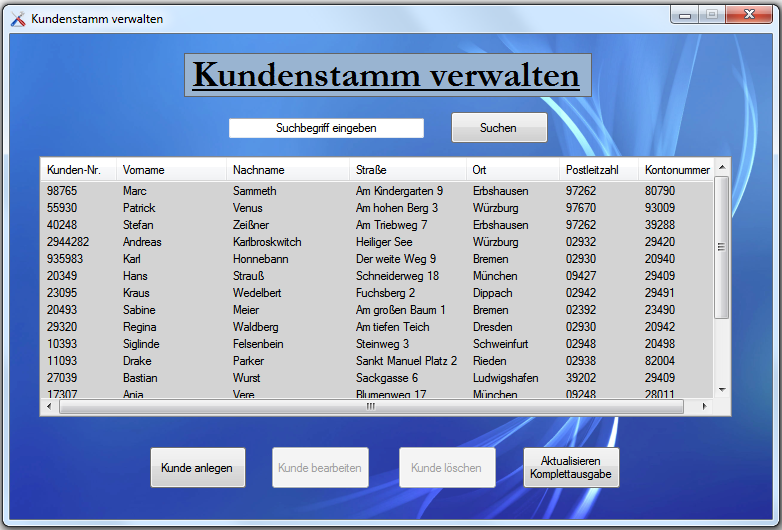 Kundenstamm verwalten
Kundenstamm verwalten
Suchbegriff eingeben Suchen
Kunden-Nr. Vorname Nachname Straße Ort Postleitzahl Kontonummer
98765 Marc Sammeth Am Kindergarten 9 Erbshausen 97262 80790
55930 Patrick Venus Am hohen Berg 3 Würzburg 97670 93009
40248 Stefan Zeißner Am Triebweg 7 Erbshausen 97262 39288
2944282 Andreas Karlbroskwitch Heiliger See Würzburg 02932 29420
935983 Karl Honnebann Der weite Weg 9 Bremen 02930 20940
20349 Hans Strauß Schneiderweg 18 München 09427 29409
23095 Kraus Wedelbert Fuchsberg 2 Dippach 02942 29491
20493 Sabine Meier Am großen Baum 1 Bremen 02392 23490
29320 Regina Waldberg Am tiefen Teich Dresden 02930 20942
10393 Siglinde Felsenbein Steinweg 3 Schweinfurt 02948 20498
11093 Drake Parker Sankt Manuel Platz 2 Rieden 02938 82004
27039 Bastian Wurst Sackgasse 6 Ludwigshafen 39202 29409
17307 Anja Vere Blumenweg 17 München 09248 28011
Kunde anlegen Kunde bearbeiten Kunde löschen Aktualisieren
Komplettausgabe